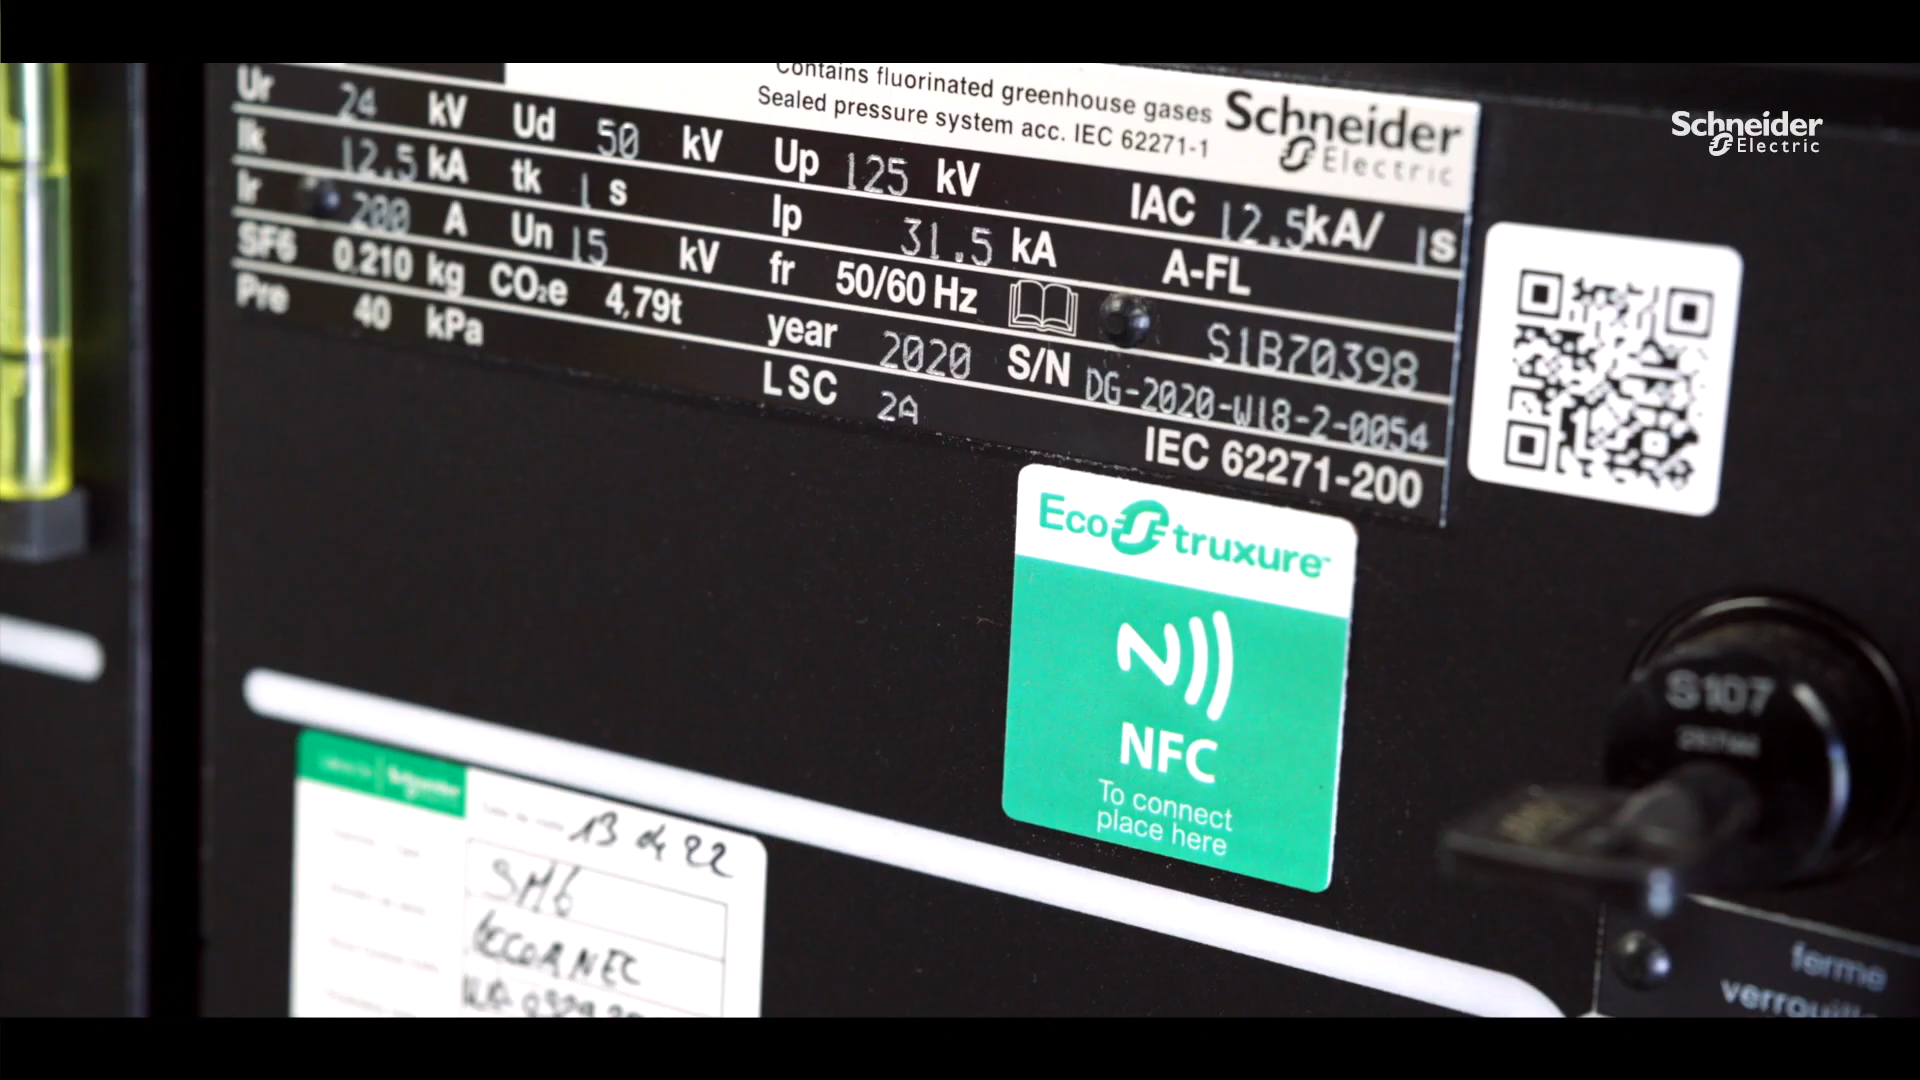 Contains fluorinated greenhouse gases
Sealed pressure system acc. IEC 62271-1
Schneider
Electric
Schneider
Electric
Ur 24 kV Ud 50 kV Up 125 kV IAC 12.5kA/ 1s
Ik 12.5 kA tk 1 s Ip 31.5 kA A-FL
Ir 200 A Un 15 kV fr 50/60 Hz S1B70398
SF6 0,210 kg CO2e 4,79t year 2020 S/N DG-2020-W18-2-0054
Pre 40 kPa LSC 2A IEC 62271-200
EcoStruxure™
NFC
To connect
place here
S107
Schneider
13 04 22
SM6
ferme